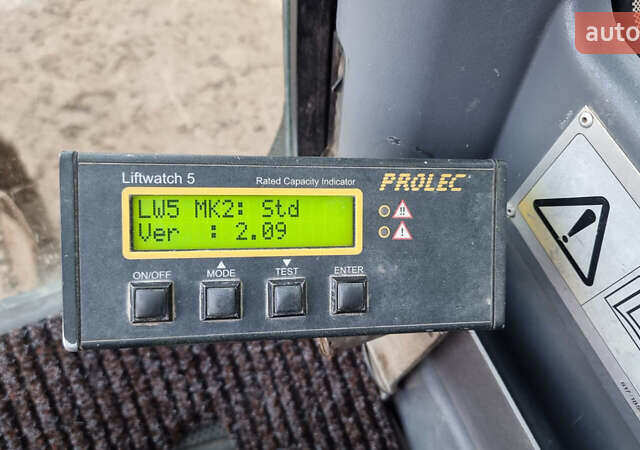 auto
Liftwatch 5
Rated Capacity Indicator
PROLEC
LW5 MK2: Std
Ver : 2.09
ON/OFF
MODE
TEST
ENTER